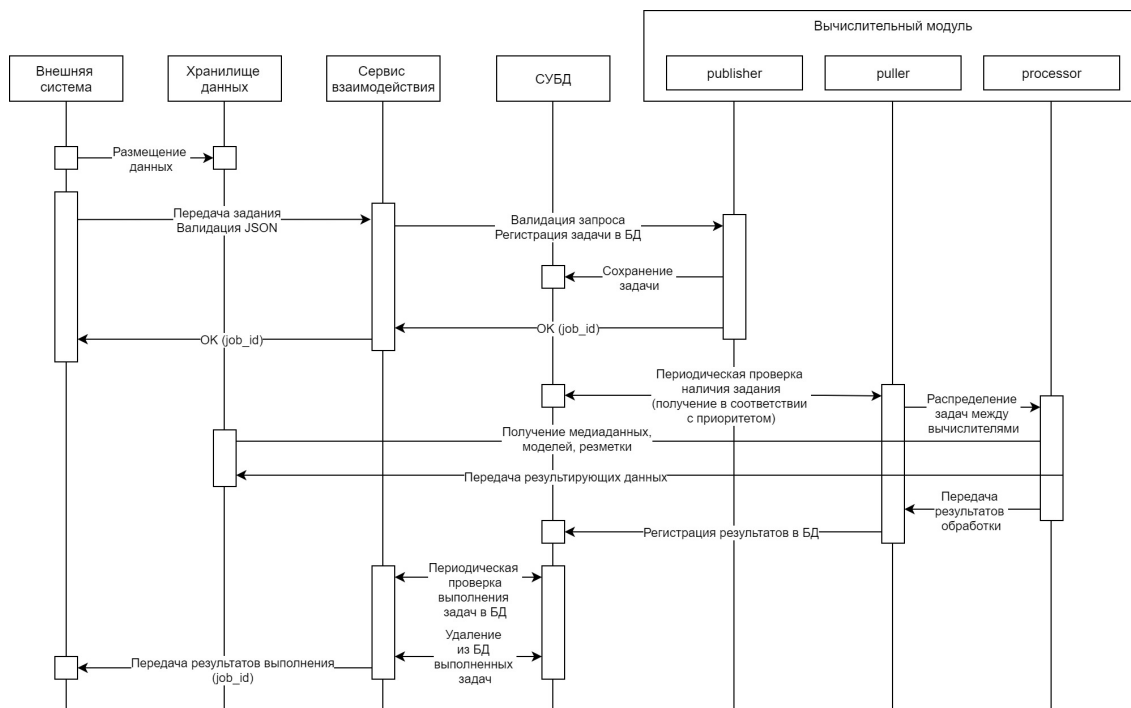 Вычислительный модуль
Внешняя
система
Хранилище
данных
Сервис
взаимодействия
СУБД
publisher
puller
processor
Размещение
данных
Передача задания
Валидация JSON
Валидация запроса
Регистрация задачи в БД
Сохранение
задачи
OK (job_id)
OK (job_id)
Периодическая проверка
наличия задания
(получение в соответствии
с приоритетом)
Распределение
задач между
вычислителями
Получение медиаданных,
моделей, резметки
Передача результирующих данных
Передача
результатов
обработки
Регистрация результатов в БД
Периодическая
проверка
выполнения
задач в БД
Удаление
из БД
выполненных
задач
Передача результатов выполнения
(job_id)